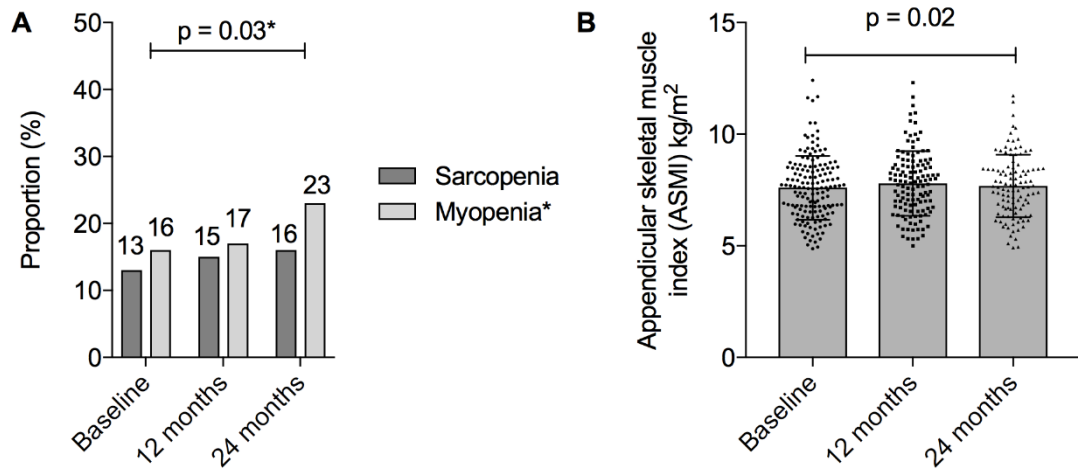 A
p = 0.03*
Proportion (%)
50
40
30
20
10
0
13
16
15
17
16
23
Baseline
12 months
24 months
Sarcopenia
Myopenia*
B
p = 0.02
Appendicular skeletal muscle
index (ASMI) kg/m²
15
10
5
0
Baseline
12 months
24 months